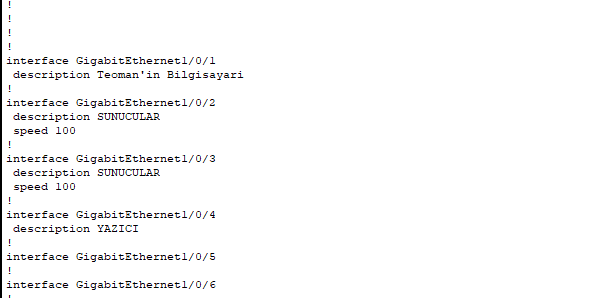 !
!
!
!
interface GigabitEthernet1/0/1
 description Teoman'in Bilgisayari
!
interface GigabitEthernet1/0/2
 description SUNUCULAR
 speed 100
!
interface GigabitEthernet1/0/3
 description SUNUCULAR
 speed 100
!
interface GigabitEthernet1/0/4
 description YAZICI
!
interface GigabitEthernet1/0/5
!
interface GigabitEthernet1/0/6
!